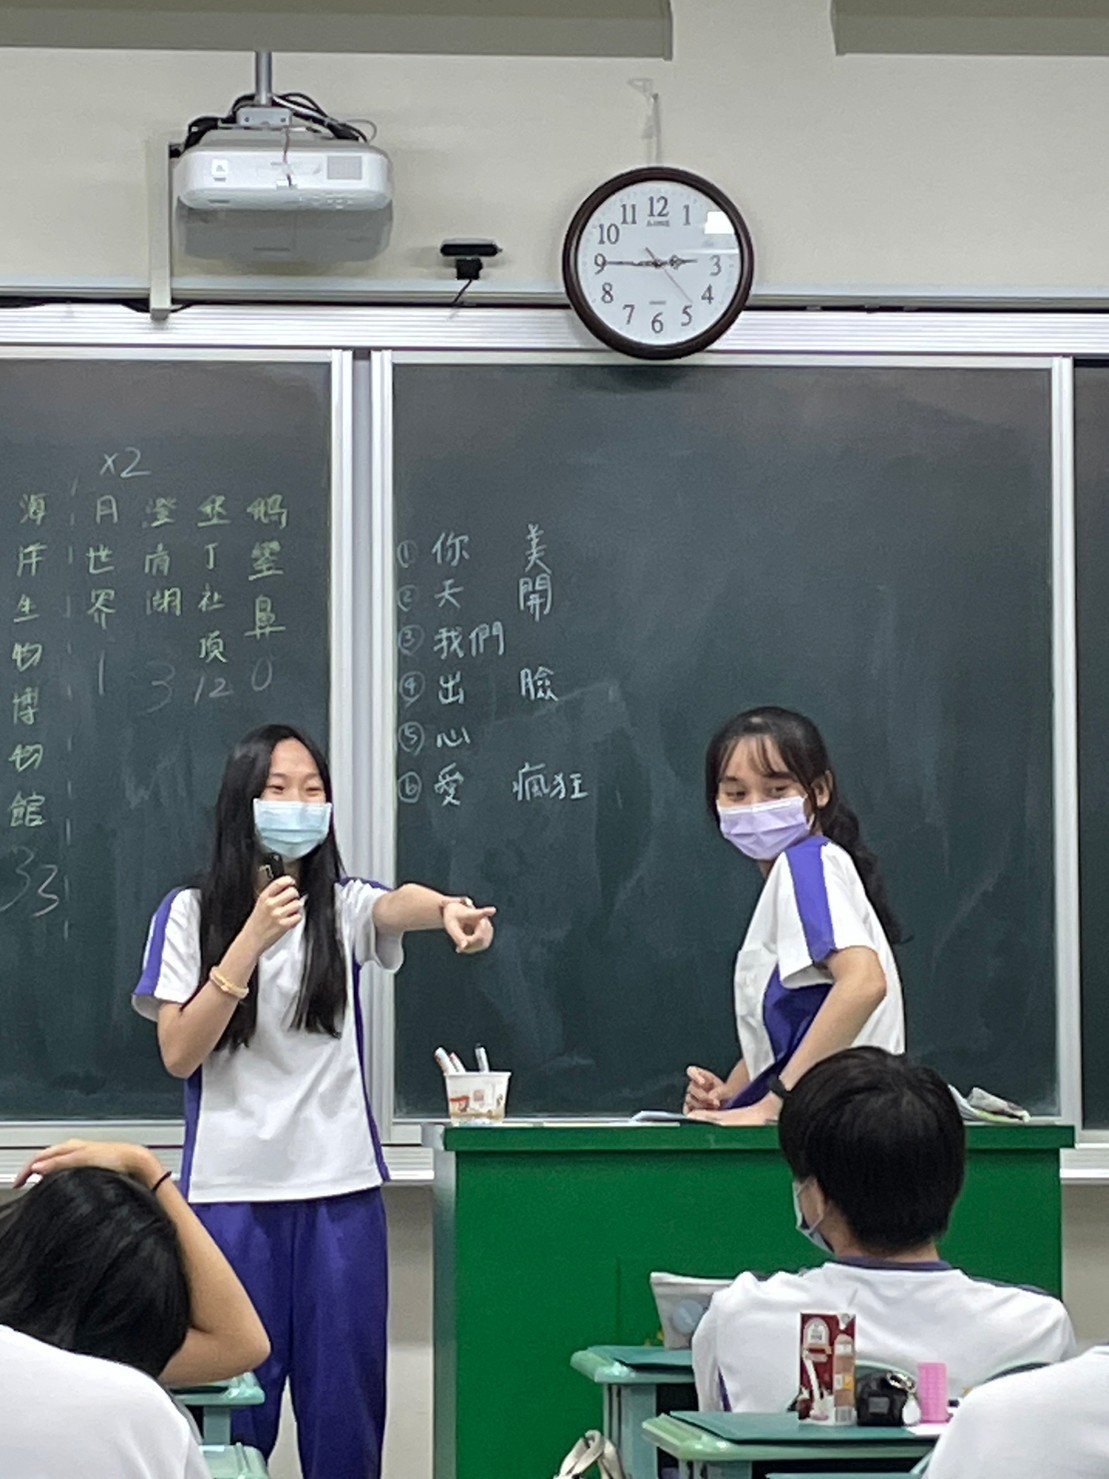 x2
海洋生物博物館 33
月世界 1
澄清湖 3
墾丁社頂 12
鵝鑾鼻 0
① 你 美
② 天 開
③ 我們
④ 出 臉
⑤ 心
⑥ 愛 瘋狂
12
1
3
4
5
6
7
8
9
10
11